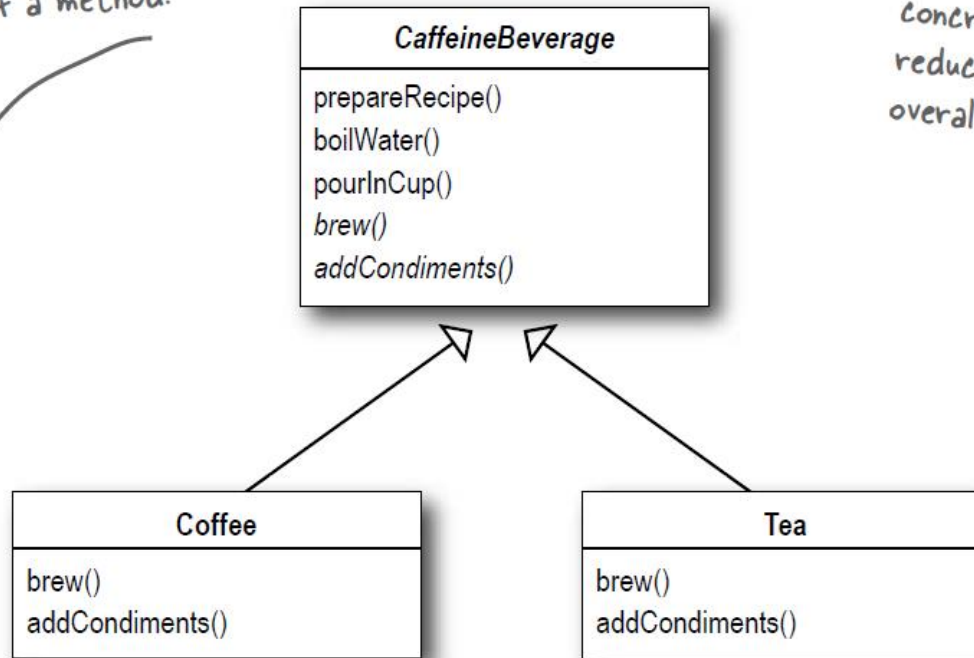 f a method.
CaffeineBeverage
prepareRecipe()
boilWater()
pourInCup()
brew()
addCondiments()
concr
reduc
overal
Coffee
brew()
addCondiments()
Tea
brew()
addCondiments()